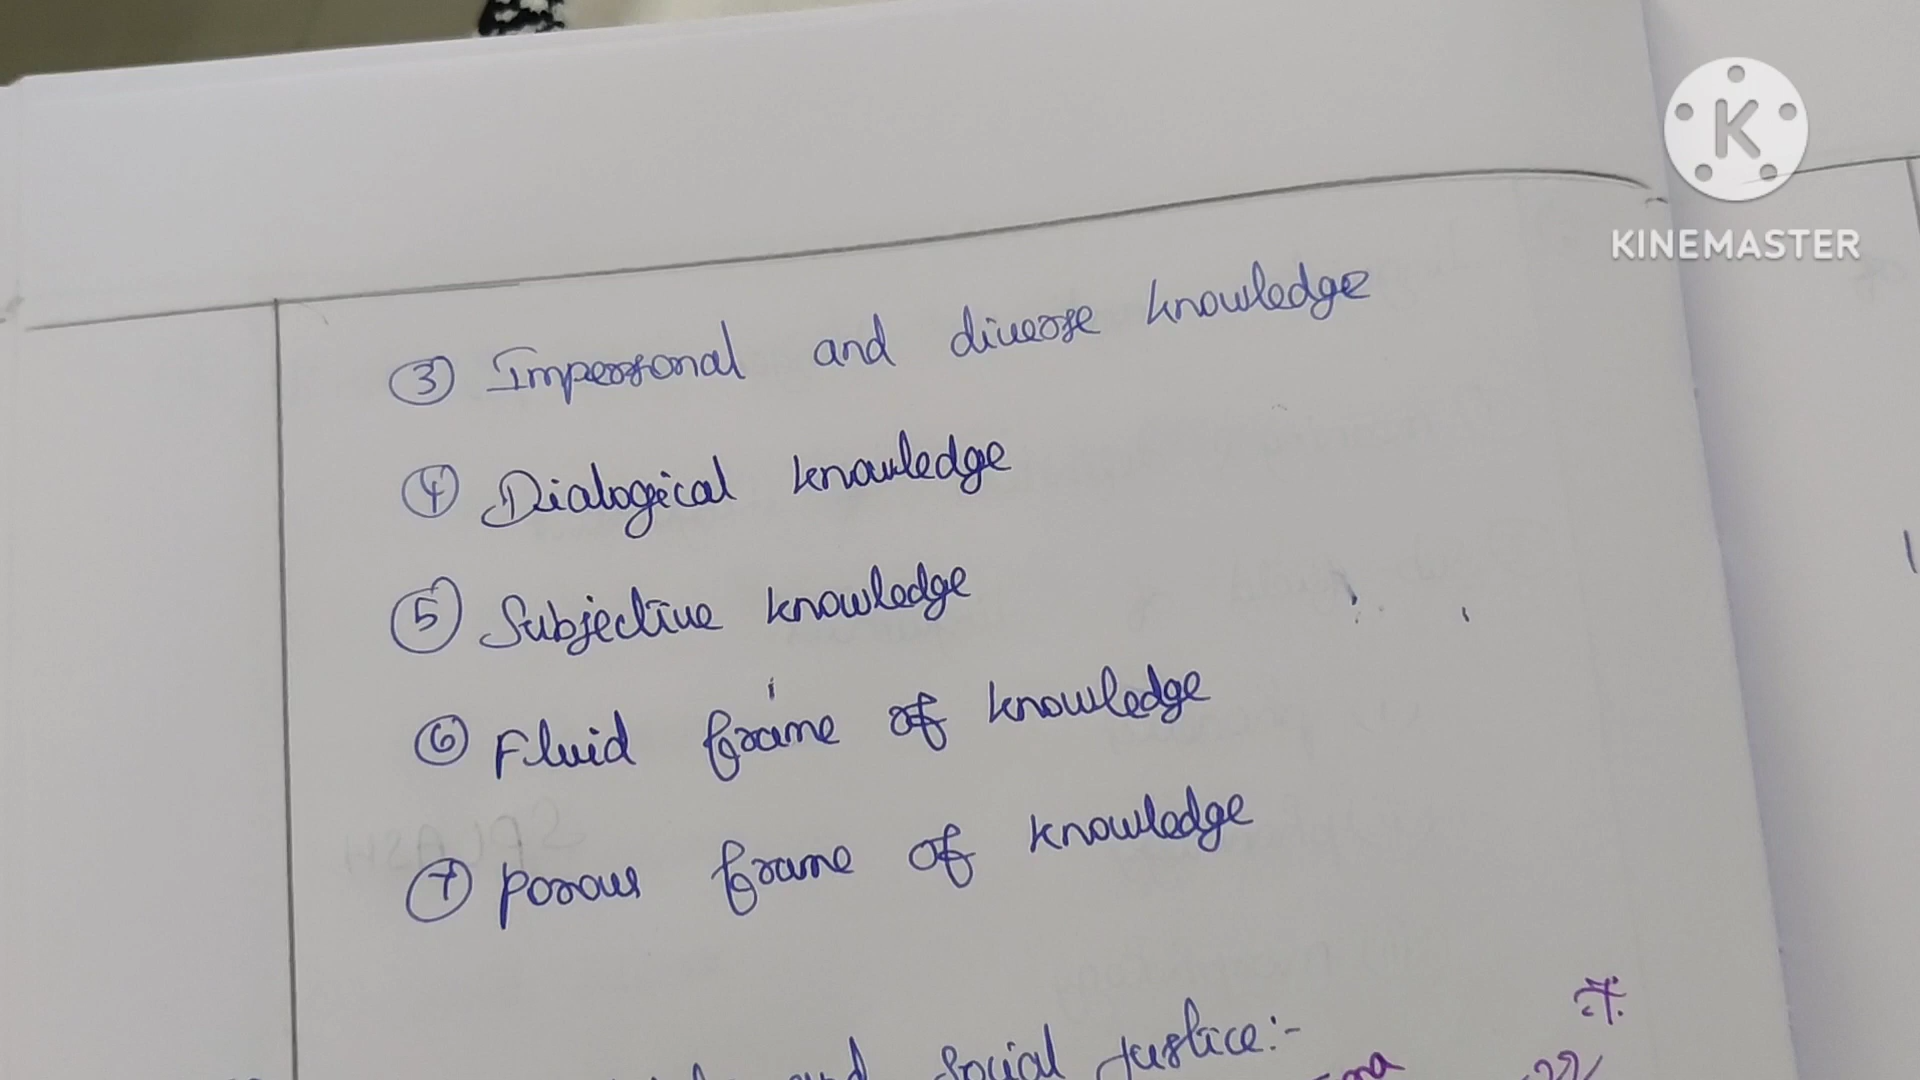 KINEMASTER
③ Impersonal and diverse knowledge
④ Dialogical knowledge
⑤ Subjective knowledge
⑥ Fluid frame of knowledge
⑦ Porous frame of knowledge
and Social Justice:-